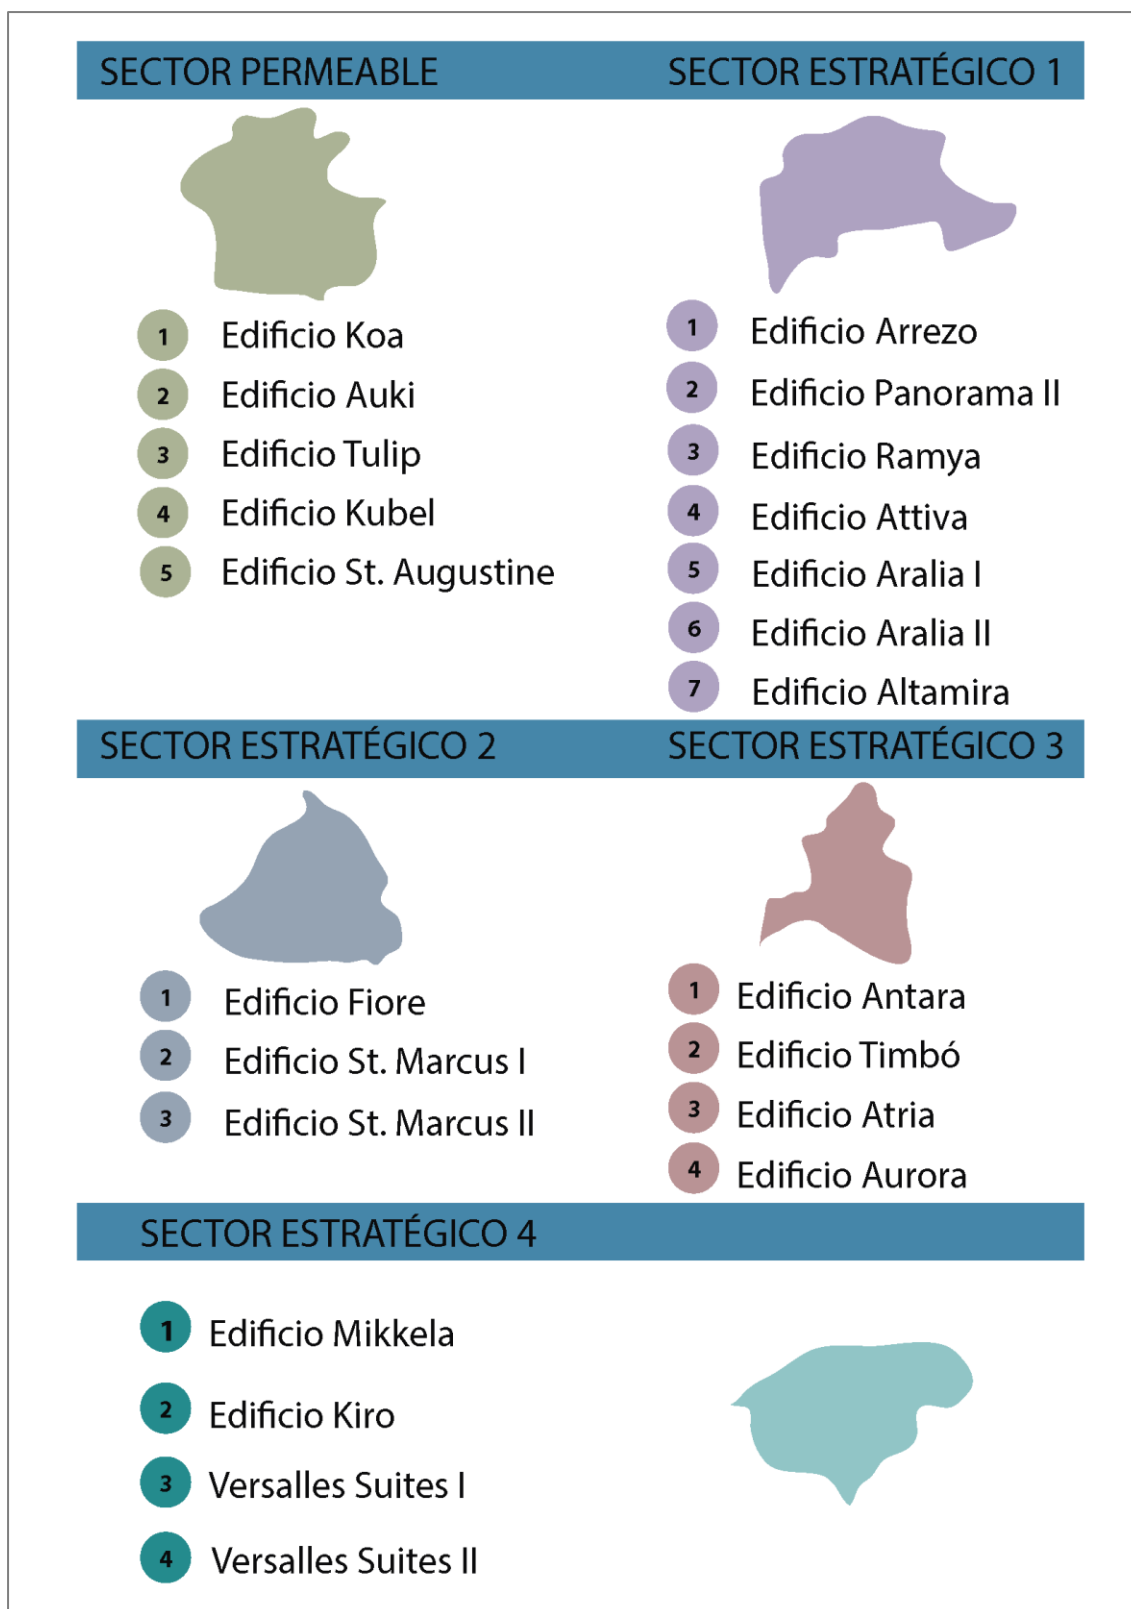 SECTOR PERMEABLE
1 Edificio Koa
2 Edificio Auki
3 Edificio Tulip
4 Edificio Kubel
5 Edificio St. Augustine
SECTOR ESTRATÉGICO 1
1 Edificio Arrezo
2 Edificio Panorama II
3 Edificio Ramya
4 Edificio Attiva
5 Edificio Aralia I
6 Edificio Aralia II
7 Edificio Altamira
SECTOR ESTRATÉGICO 2
1 Edificio Fiore
2 Edificio St. Marcus I
3 Edificio St. Marcus II
SECTOR ESTRATÉGICO 3
1 Edificio Antara
2 Edificio Timbó
3 Edificio Atria
4 Edificio Aurora
SECTOR ESTRATÉGICO 4
1 Edificio Mikkela
2 Edificio Kiro
3 Versalles Suites I
4 Versalles Suites II